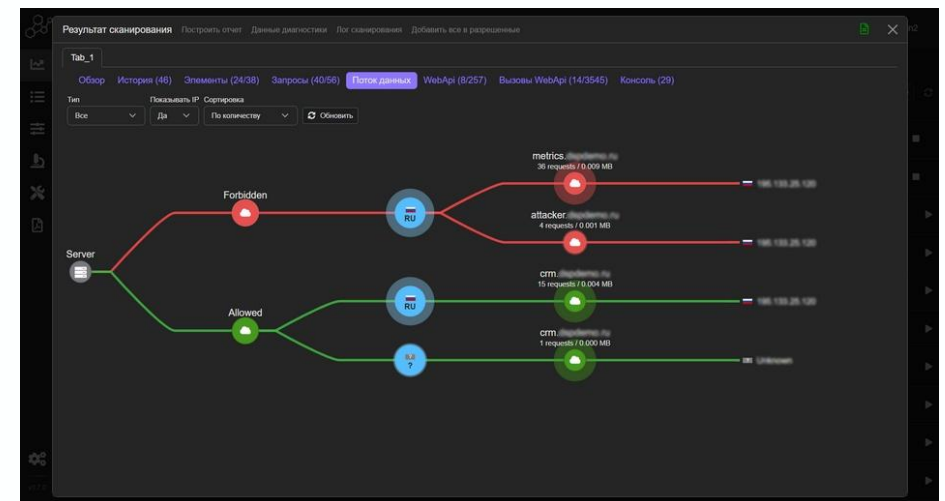 Результат сканирования Построить отчет Данные диагностики Лог сканирования Добавить все в разрешенные
Tab_1
Обзор История (46) Элементы (24/38) Запросы (40/56) Поток данных WebApi (8/257) Вызовы WebApi (14/3545) Консоль (29)
Тип Показывать IP Сортировка
Все Да По количеству Обновить
metrics.
36 requests / 0.009 MB
Forbidden
RU
attacker.
4 requests / 0.001 MB
Server
crm.
15 requests / 0.004 MB
Allowed
RU
crm.
1 requests / 0.000 MB
?
Unknown